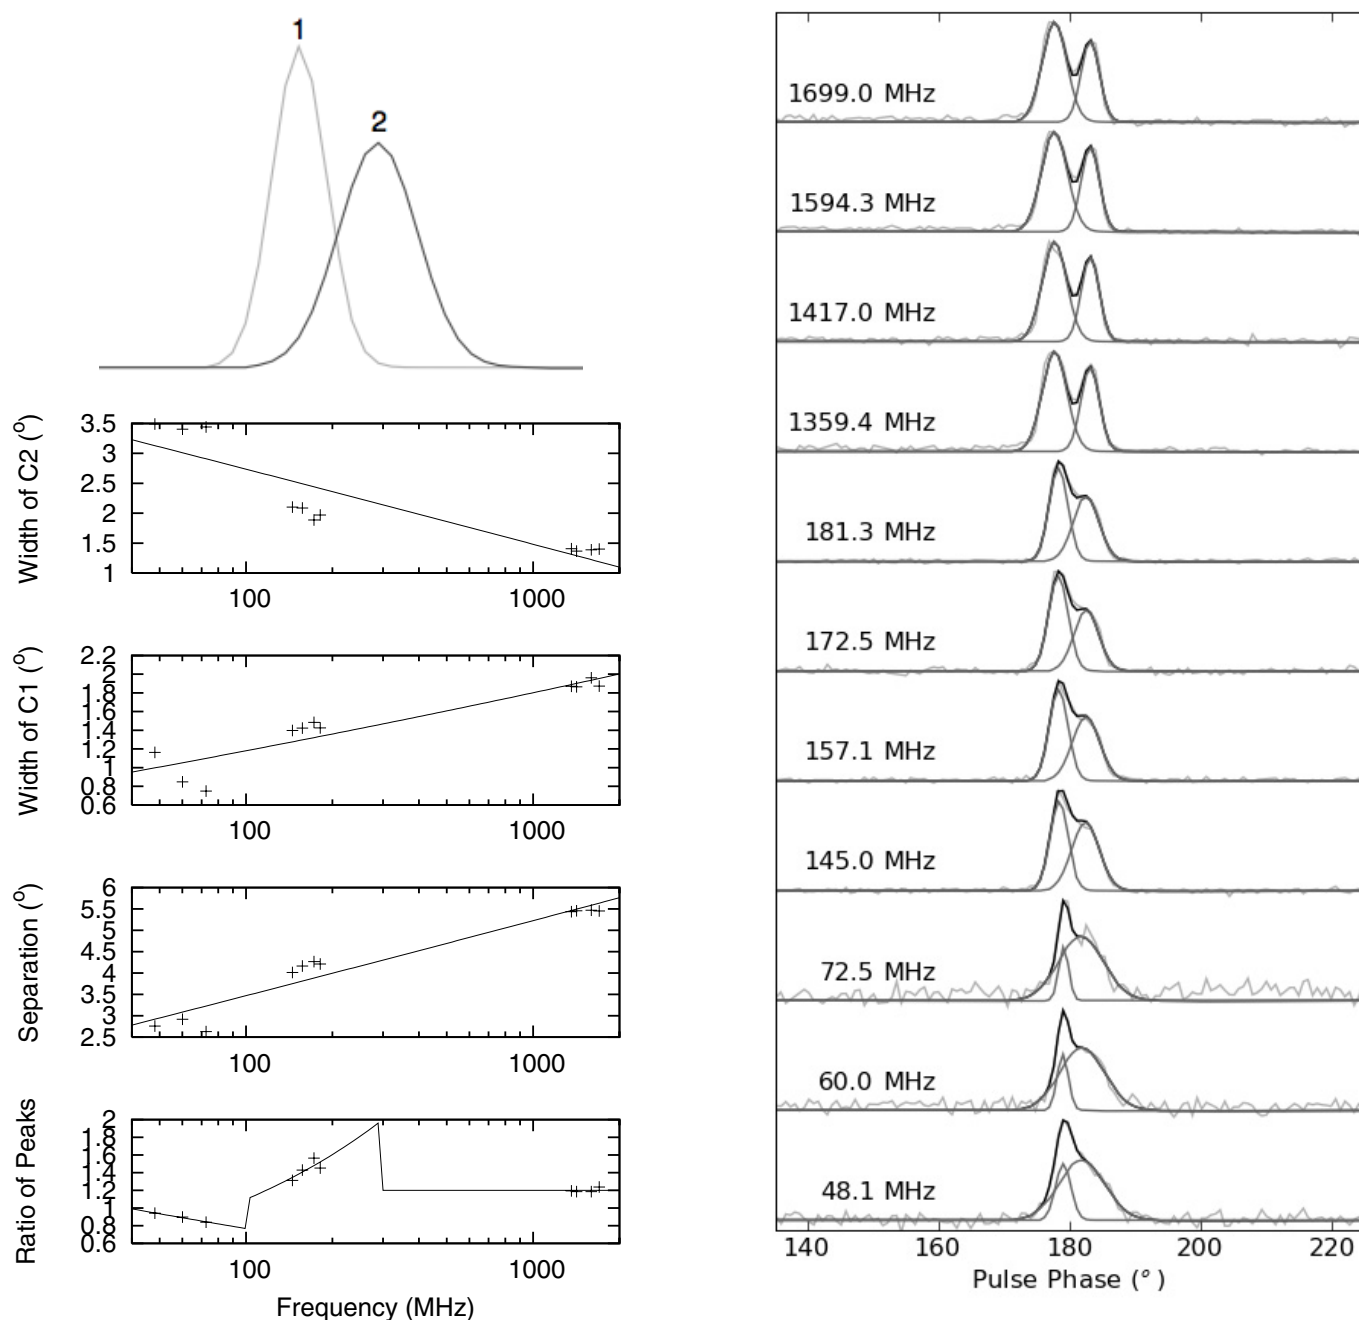 1
2
3.5
3
2.5
2
1.5
1
Width of C2 (°)
100 1000
2.2
2
1.8
1.6
1.4
1.2
1
0.8
0.6
Width of C1 (°)
100 1000
6
5.5
4.5
4
3.5
3
2.5
Separation (°)
100 1000
2
1.8
1.6
1.4
1.2
1
0.8
0.6
Ratio of Peaks
100 1000
Frequency (MHz)
1699.0 MHz
1594.3 MHz
1417.0 MHz
1359.4 MHz
181.3 MHz
172.5 MHz
157.1 MHz
145.0 MHz
72.5 MHz
60.0 MHz
48.1 MHz
140 160 180 200 220
Pulse Phase (°)